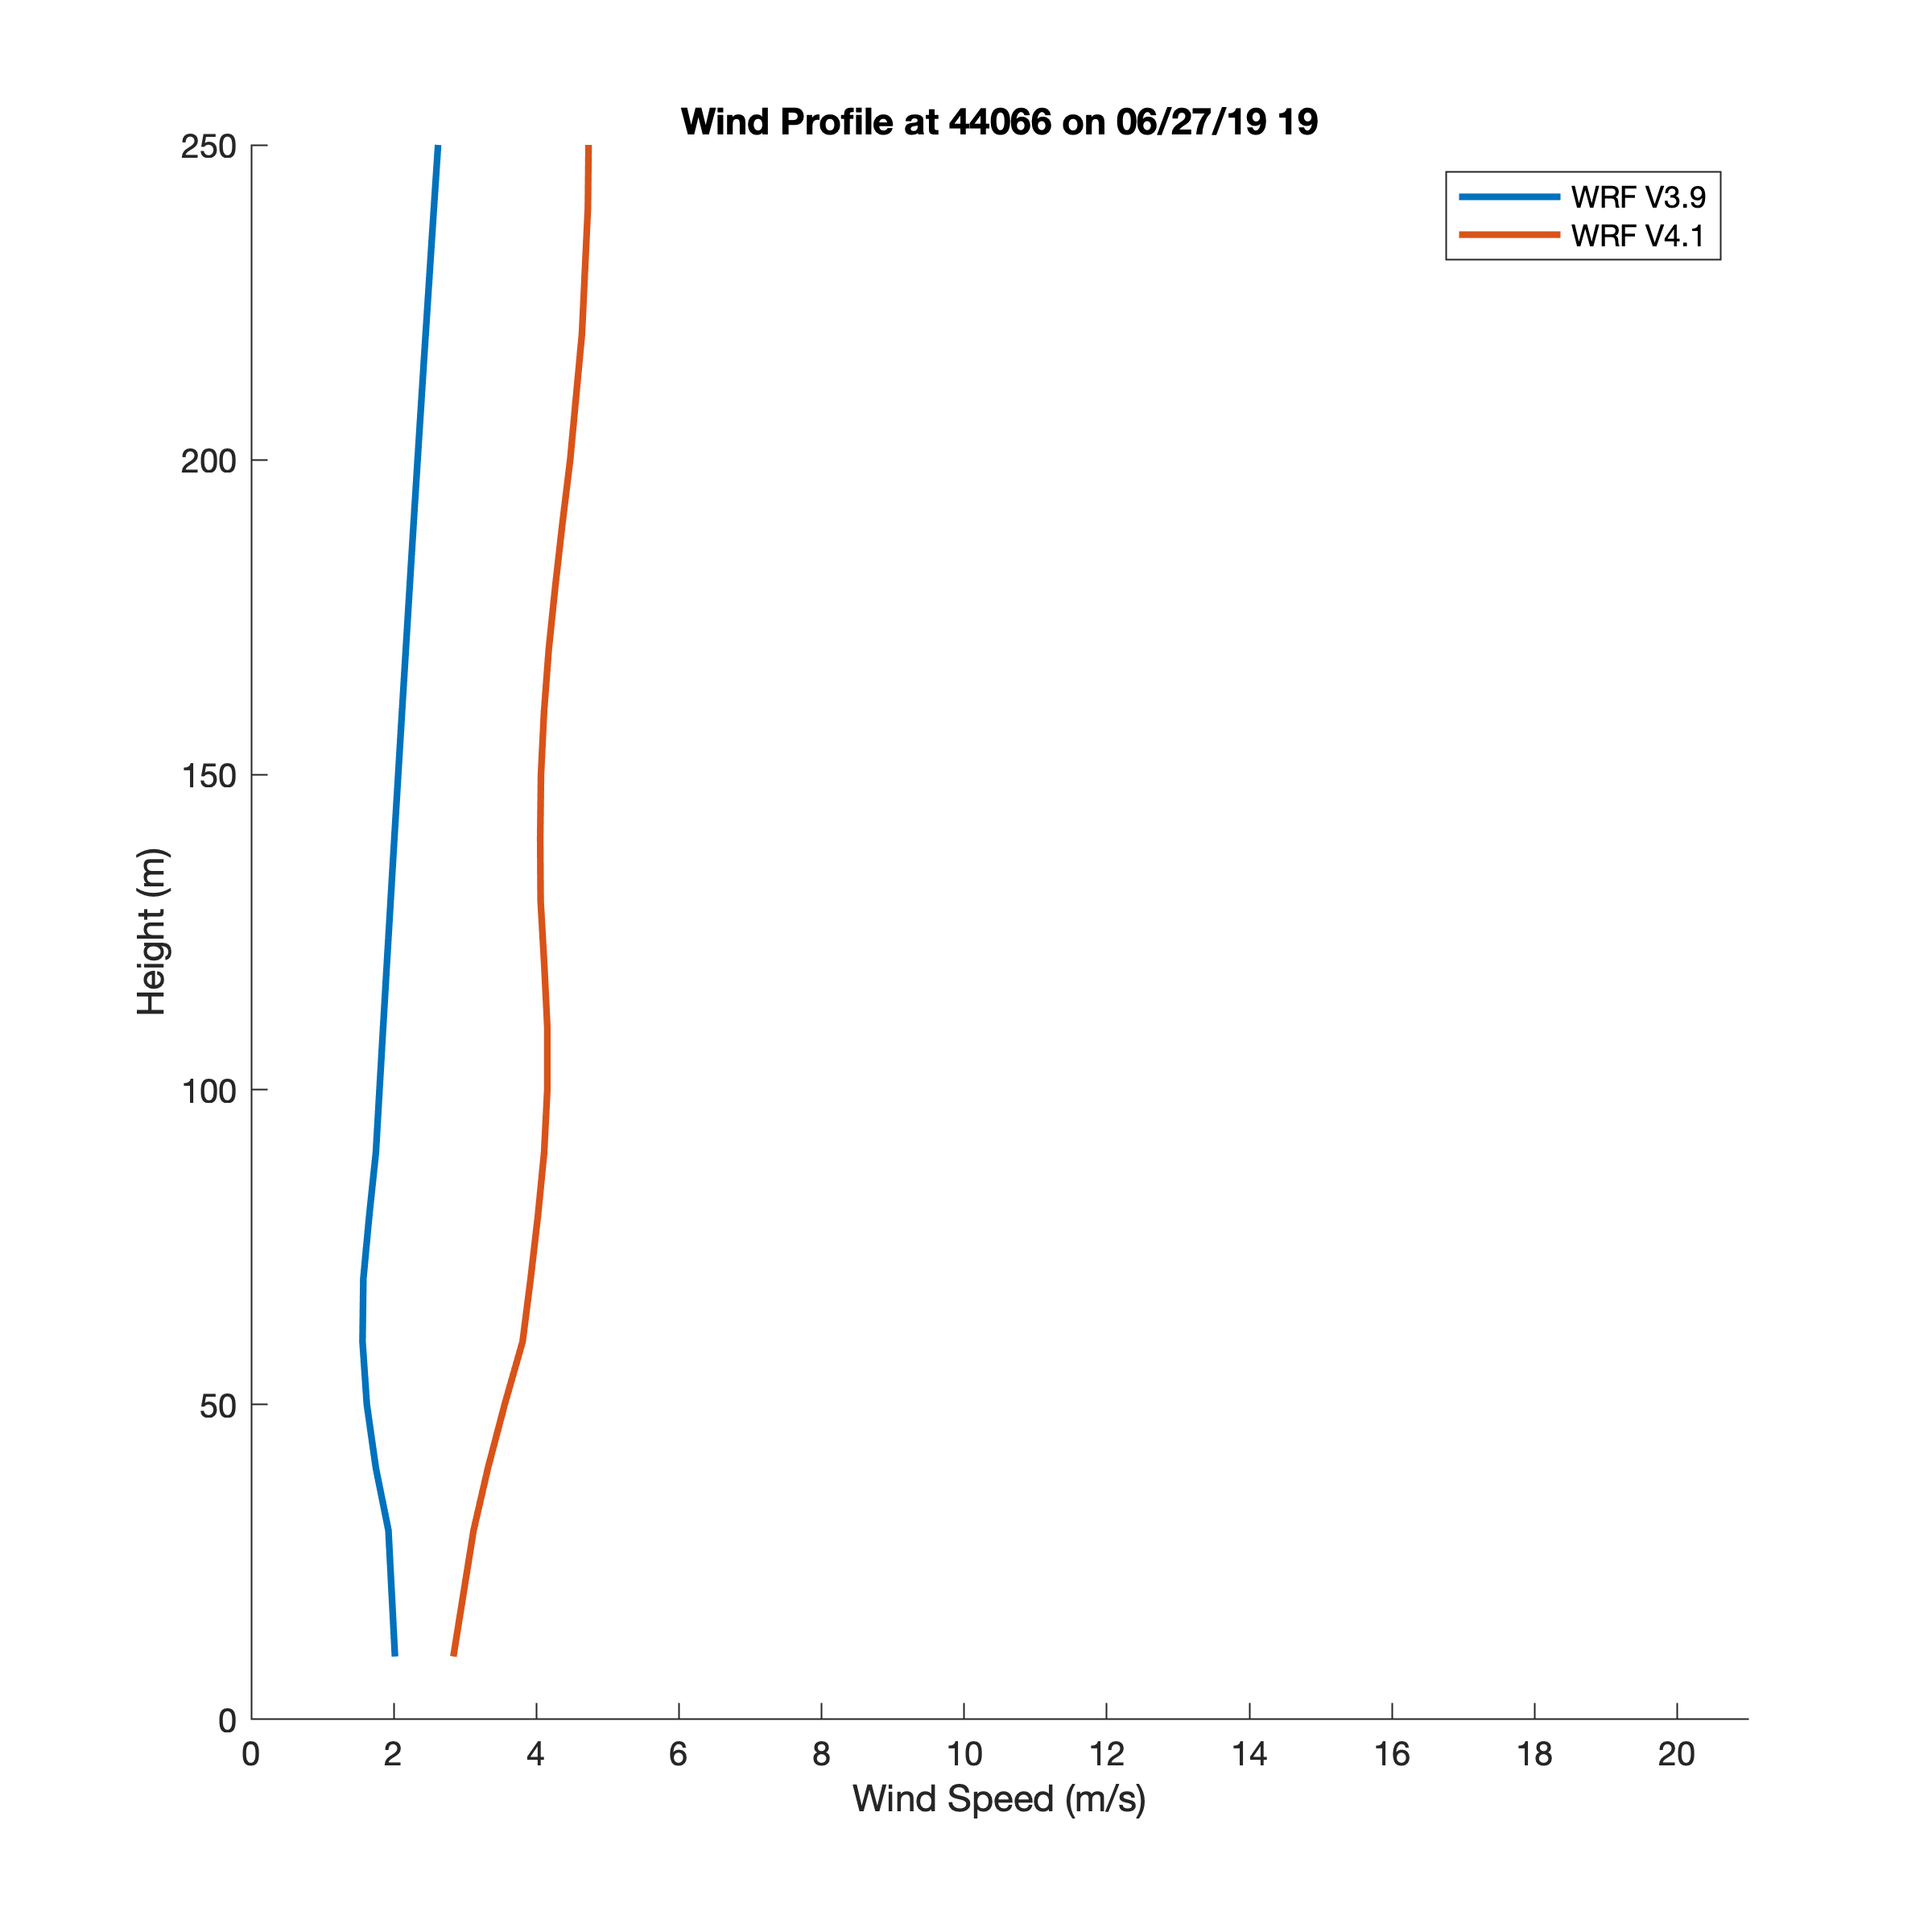 Wind Profile at 44066 on 06/27/19 19
WRF V3.9
WRF V4.1
250
200
150
100
50
0
Height (m)
0 2 4 6 8 10 12 14 16 18 20
Wind Speed (m/s)